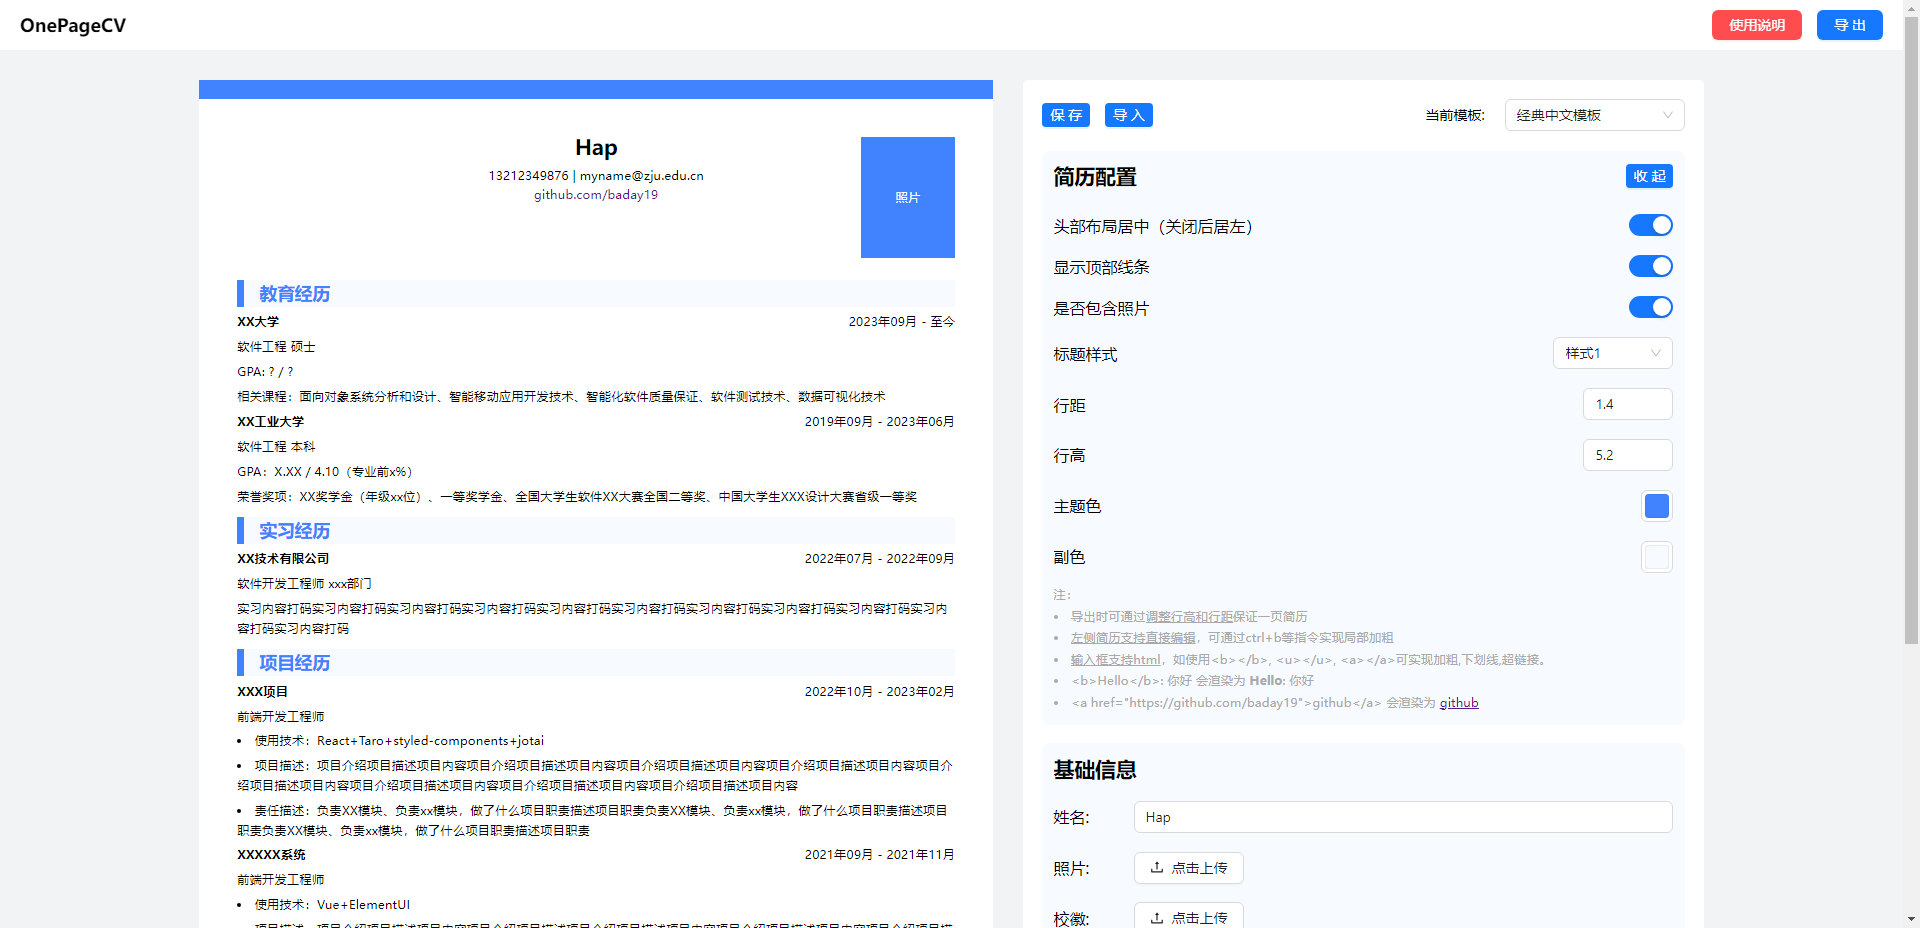 OnePageCV
使用说明
导 出
Hap
13212349876 | myname@zju.edu.cn
github.com/baday19
照片
教育经历
XX大学 2023年09月 - 至今
软件工程 硕士
GPA: ? / ?
相关课程：面向对象系统分析和设计、智能移动应用开发技术、智能化软件质量保证、软件测试技术、数据可视化技术
XX工业大学 2019年09月 - 2023年06月
软件工程 本科
GPA：X.XX / 4.10（专业前x%）
荣誉奖项：XX奖学金（年级xx位）、一等奖学金、全国大学生软件XX大赛全国二等奖、中国大学生XXX设计大赛省级一等奖
实习经历
XX技术有限公司 2022年07月 - 2022年09月
软件开发工程师 xxx部门
实习内容打码实习内容打码实习内容打码实习内容打码实习内容打码实习内容打码实习内容打码实习内容打码实习内容打码实习内
容打码实习内容打码
项目经历
XXX项目 2022年10月 - 2023年02月
前端开发工程师
• 使用技术：React+Taro+styled-components+jotai
• 项目描述：项目介绍项目描述项目内容项目介绍项目描述项目内容项目介绍项目描述项目内容项目介绍项目描述项目内容项目介
绍项目描述项目内容项目介绍项目描述项目内容项目介绍项目描述项目内容项目介绍项目描述项目内容
• 责任描述：负责XX模块、负责xx模块，做了什么项目职责描述项目职责负责XX模块、负责xx模块，做了什么项目职责描述项目
职责负责XX模块、负责xx模块，做了什么项目职责描述项目职责
XXXXX系统 2021年09月 - 2021年11月
前端开发工程师
• 使用技术：Vue+ElementUI
保 存
导 入
当前模板:
经典中文模板
简历配置
收 起
头部布局居中（关闭后居左）
显示顶部线条
是否包含照片
标题样式 样式1
行距 1.4
行高 5.2
主题色
副色
注：
• 导出时可通过调整行高和行距保证一页简历
• 左侧简历支持直接编辑，可通过ctrl+b等指令实现局部加粗
• 输入框支持html，如使用<b></b>, <u></u>, <a></a>可实现加粗,下划线,超链接。
• <b>Hello</b>: 你好 会渲染为 Hello: 你好
• <a href="https://github.com/baday19">github</a> 会渲染为 github
基础信息
姓名: Hap
照片: 点击上传
校徽: 点击上传